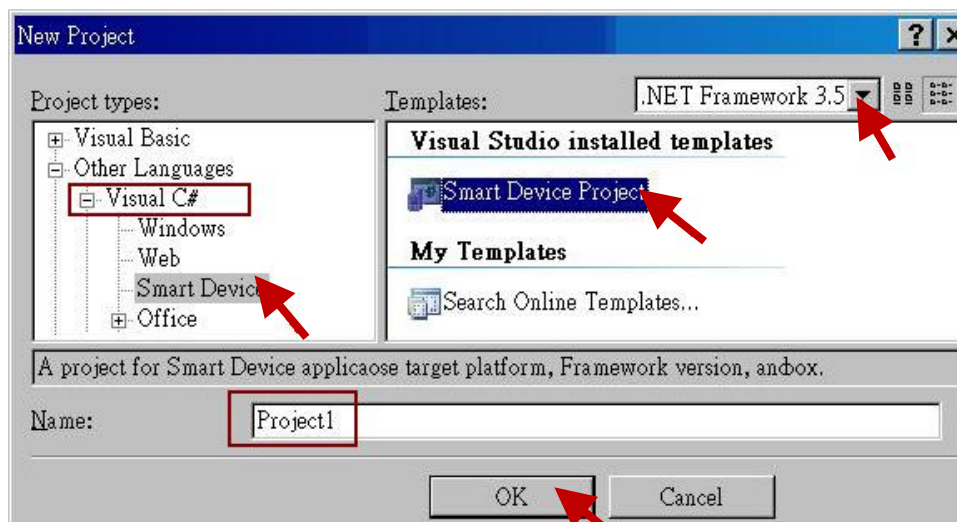 New Project
Project types:
Templates:
.NET Framework 3.5
Visual Basic
Other Languages
Visual C#
Windows
Web
Smart Device
Office
Visual Studio installed templates
Smart Device Project
My Templates
Search Online Templates...
A project for Smart Device applicaose target platform, Framework version, andbox.
Name:
Project1
OK
Cancel